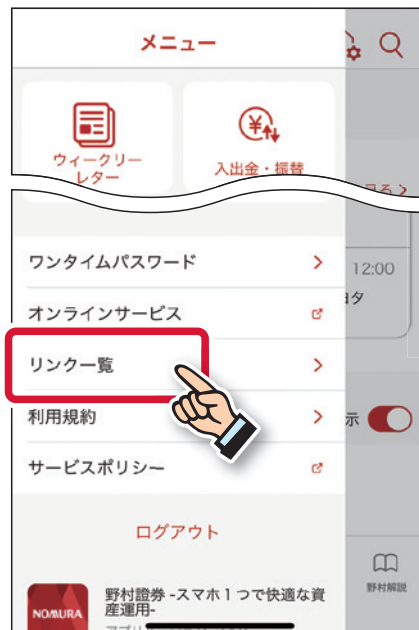 メニュー
ウィークリー
レター
入出金・振替
ワンタイムパスワード
12:00
オンラインサービス
リンク一覧
利用規約
示
サービスポリシー
ログアウト
野村解説
NOMURA
野村證券 -スマホ1つで快適な資
産運用-